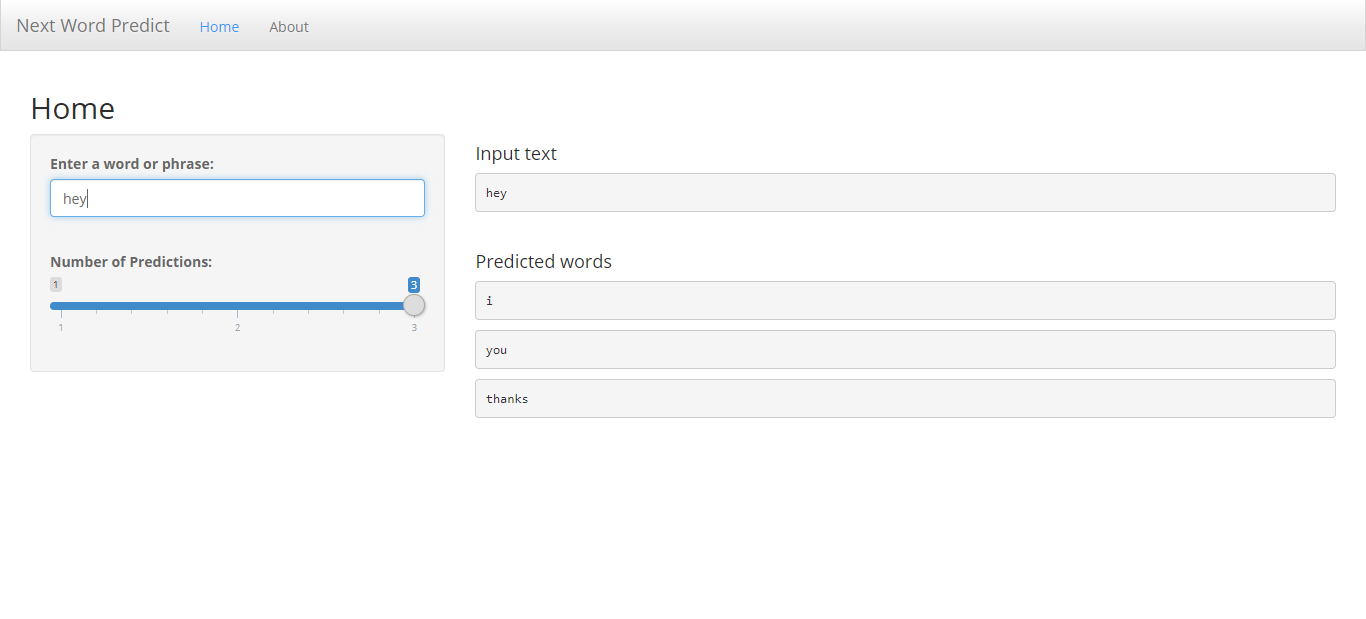 Next Word Predict Home About
Home
Enter a word or phrase:
hey
Number of Predictions:
1 3
1 2 3
Input text
hey
Predicted words
i
you
thanks